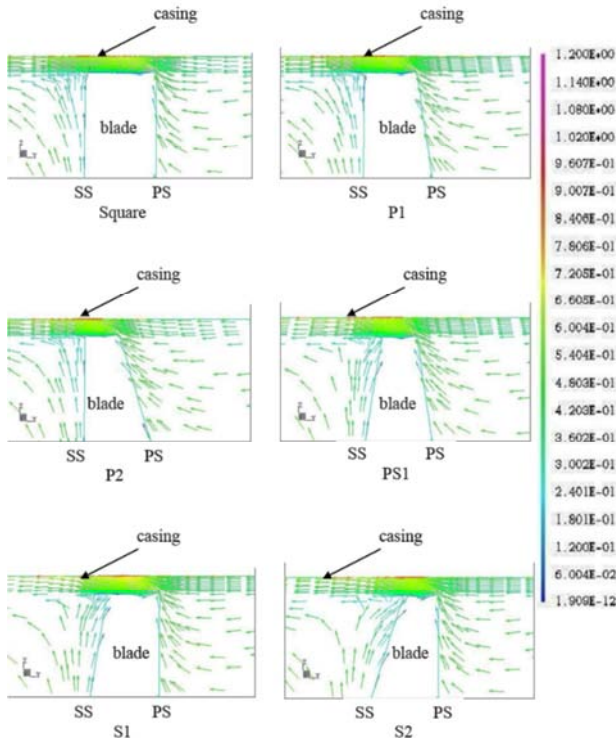 casing
casing
blade
blade
SS
PS
SS
PS
Square
P1
casing
casing
blade
blade
SS
PS
SS
PS
P2
PS1
casing
casing
blade
blade
SS
PS
SS
PS
S1
S2
1.200E+00
1.140E+00
1.080E+00
1.020E+00
9.607E-01
9.007E-01
8.406E-01
7.806E-01
7.205E-01
6.605E-01
6.004E-01
5.404E-01
4.803E-01
4.203E-01
3.602E-01
3.002E-01
2.401E-01
1.801E-01
1.200E-01
6.004E-02
1.909E-12